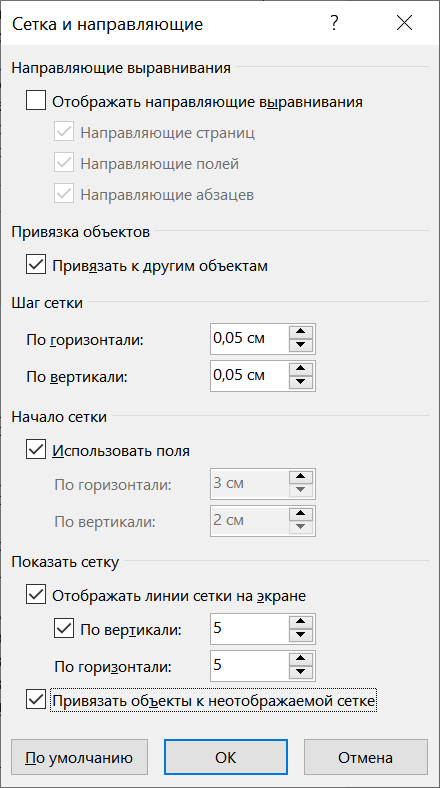 Сетка и направляющие ?
Направляющие выравнивания
Отображать направляющие выравнивания
Направляющие страниц
Направляющие полей
Направляющие абзацев
Привязка объектов
Привязать к другим объектам
Шаг сетки
По горизонтали: 0,05 см
По вертикали: 0,05 см
Начало сетки
Использовать поля
По горизонтали: 3 см
По вертикали: 2 см
Показать сетку
Отображать линии сетки на экране
По вертикали: 5
По горизонтали: 5
Привязать объекты к неотображаемой сетке
По умолчанию ОК Отмена